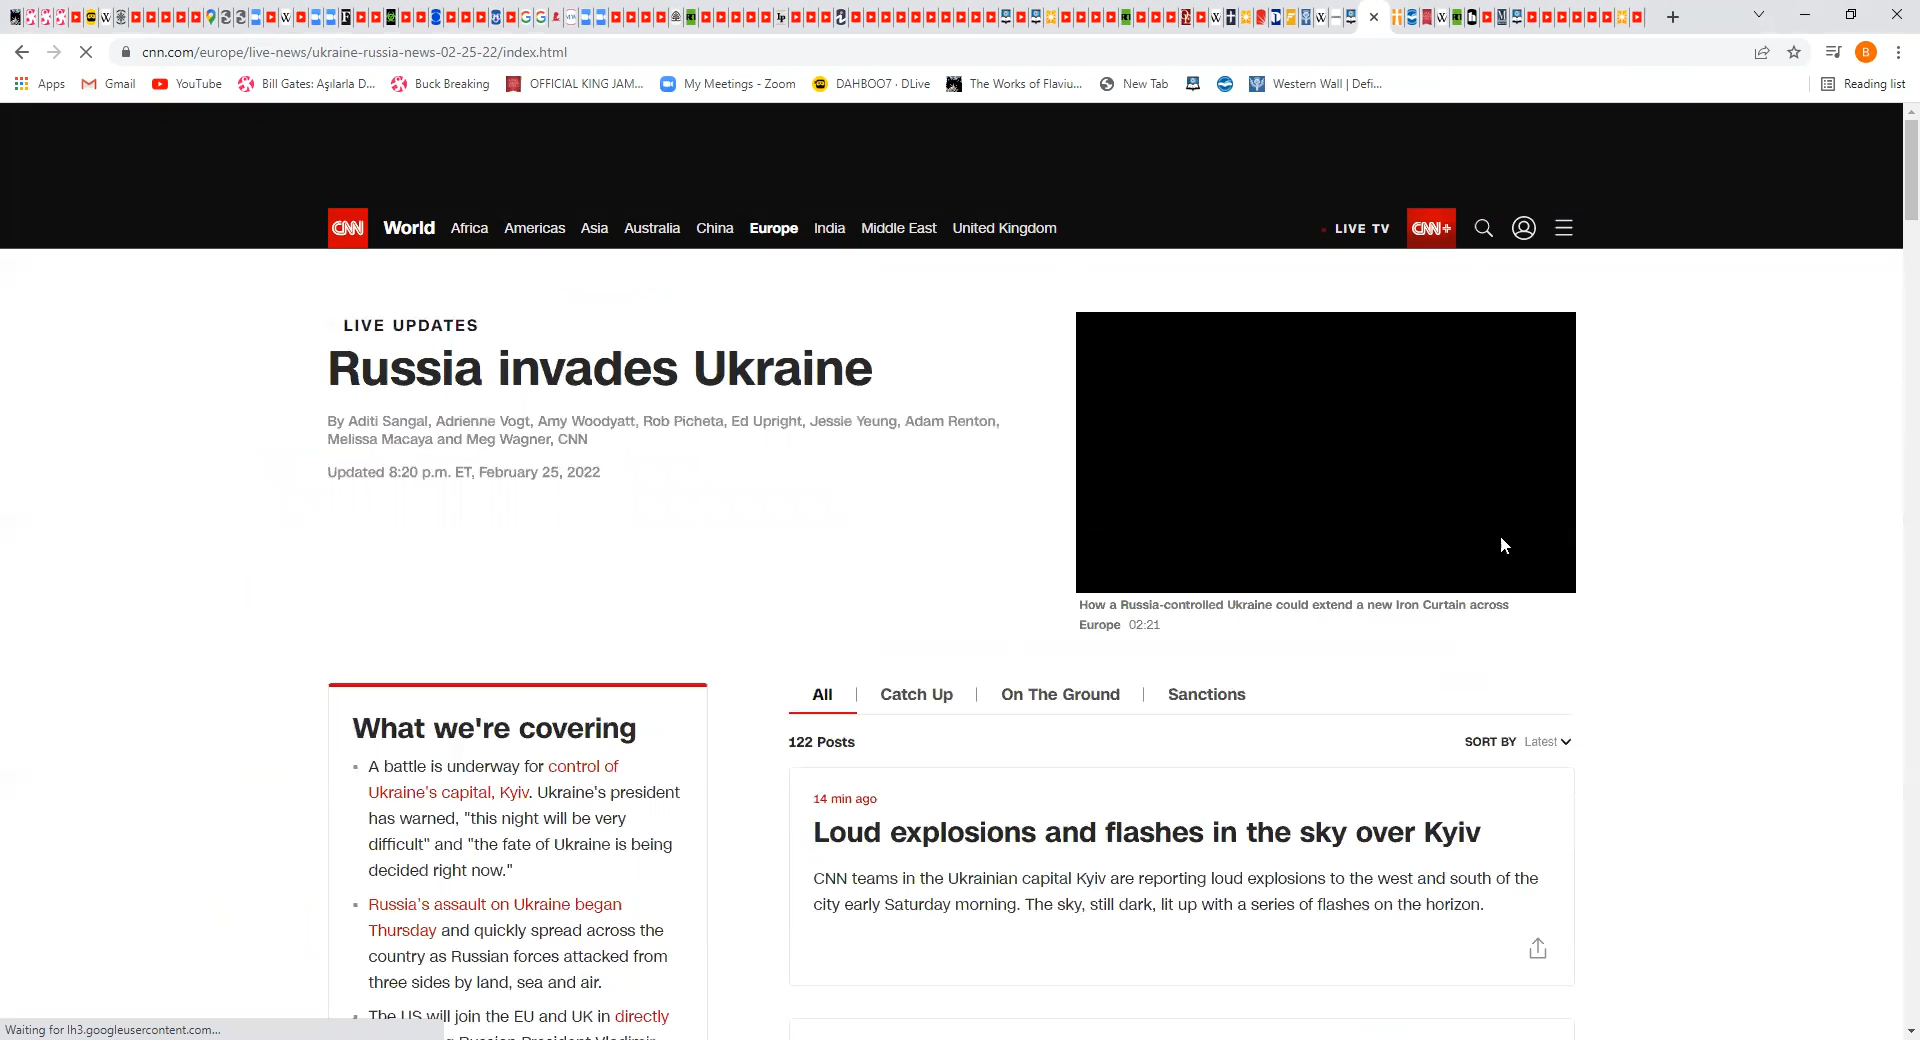 cnn.com/europe/live-news/ukraine-russia-news-02-25-22/index.html
B
Apps Gmail YouTube Bill Gates: Aşılarla D... Buck Breaking OFFICIAL KING JAM... My Meetings - Zoom DAHBOO7 · DLive The Works of Flaviu... New Tab Western Wall | Defi... Reading list
CNN World Africa Americas Asia Australia China Europe India Middle East United Kingdom LIVE TV CNN+
LIVE UPDATES
Russia invades Ukraine
By Aditi Sangal, Adrienne Vogt, Amy Woodyatt, Rob Picheta, Ed Upright, Jessie Yeung, Adam Renton,
Melissa Macaya and Meg Wagner, CNN
Updated 8:20 p.m. ET, February 25, 2022
How a Russia-controlled Ukraine could extend a new Iron Curtain across
Europe 02:21
What we're covering
A battle is underway for control of
Ukraine's capital, Kyiv. Ukraine's president
has warned, "this night will be very
difficult" and "the fate of Ukraine is being
decided right now."
Russia's assault on Ukraine began
Thursday and quickly spread across the
country as Russian forces attacked from
three sides by land, sea and air.
The US will join the EU and UK in directly
Russian President Vladimir
All Catch Up On The Ground Sanctions
122 Posts
SORT BY Latest
14 min ago
Loud explosions and flashes in the sky over Kyiv
CNN teams in the Ukrainian capital Kyiv are reporting loud explosions to the west and south of the
city early Saturday morning. The sky, still dark, lit up with a series of flashes on the horizon.
Waiting for lh3.googleusercontent.com...